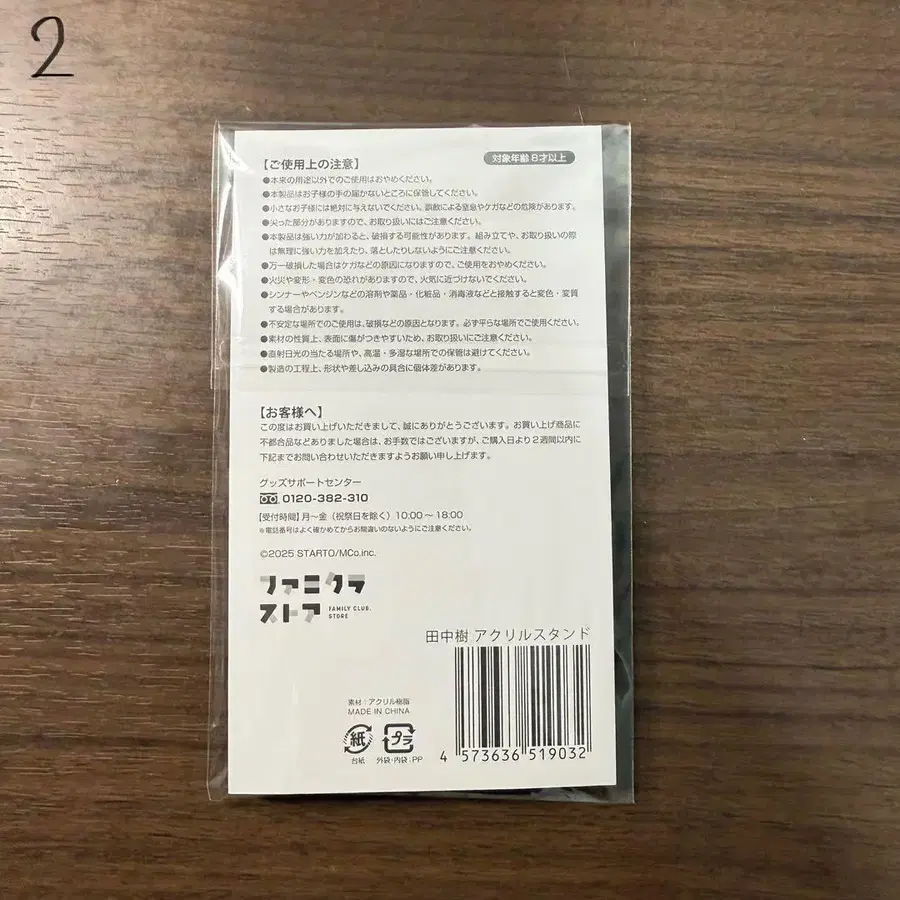 2
【ご使用上の注意】
対象年齢 8才以上
●本来の用途以外でのご使用はおやめください。
●本製品はお子様の手の届かないところに保管してください。
●小さなお子様には絶対に与えないでください。誤飲による窒息やケガなどの危険があります。
●尖った部分がありますので、お取り扱いにはご注意ください。
●本製品は強い力が加わると、破損する可能性があります。組み立てや、お取り扱いの際
は無理に強い力を加えたり、落としたりしないようにご注意ください。
●万一破損した場合はケガなどの原因になりますので、ご使用をおやめください。
●火災や変形・変色の恐れがありますので、火気に近づけないでください。
●シンナーやベンジンなどの溶剤や薬品・化粧品・消毒液などと接触すると変色・変質
する場合があります。
●不安定な場所でのご使用は、破損などの原因となります。必ず平らな場所でご使用ください。
●素材の性質上、表面に傷がつきやすいため、お取り扱いにご注意ください。
●直射日光の当たる場所や、高温・多湿な場所での保管は避けてください。
●製造の工程上、形状や差し込みの具合に個体差があります。
【お客様へ】
この度はお買い上げいただきまして、誠にありがとうございます。お買い上げ商品に
不都合品などありました場合は、お手数ではございますが、ご購入日より2週間以内に
下記までお問い合わせいただきますようお願い申し上げます。
グッズサポートセンター
0120-382-310
【受付時間】月～金（祝祭日を除く）10:00～18:00
※電話番号はよく確かめてからお間違いのないようにご注意ください。
©2025 STARTO/MCo,inc.
ファミクラ
ストア FAMILY CLUB.
STORE
田中樹 アクリルスタンド
素材：アクリル樹脂
MADE IN CHINA
紙 プラ
台紙 外袋・内袋：PP
4 573636 519032